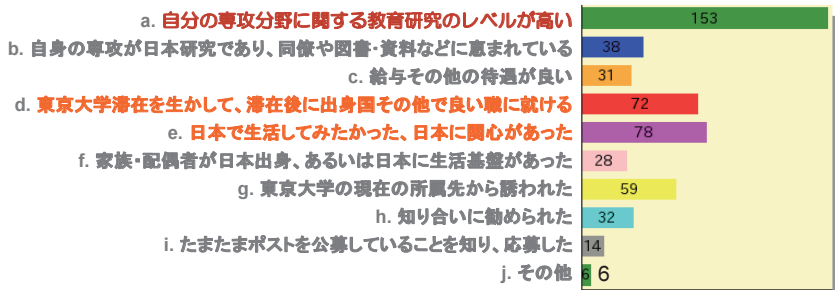 a. 自分の専攻分野に関する教育研究のレベルが高い 153
b. 自身の専攻が日本研究であり、同僚や図書・資料などに恵まれている 38
c. 給与その他の待遇が良い 31
d. 東京大学滞在を生かして、滞在後に出身国その他で良い職に就ける 72
e. 日本で生活してみたかった、日本に関心があった 78
f. 家族・配偶者が日本出身、あるいは日本に生活基盤があった 28
g. 東京大学の現在の所属先から誘われた 59
h. 知り合いに勧められた 32
i. たまたまポストを公募していることを知り、応募した 14
j. その他 6 6